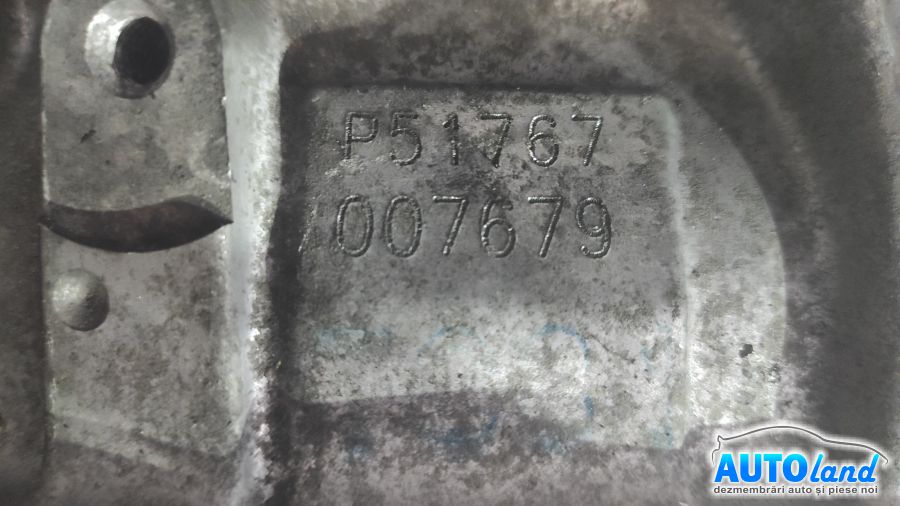 P51767
007679
AUTOland
dezmembrări auto și piese noi